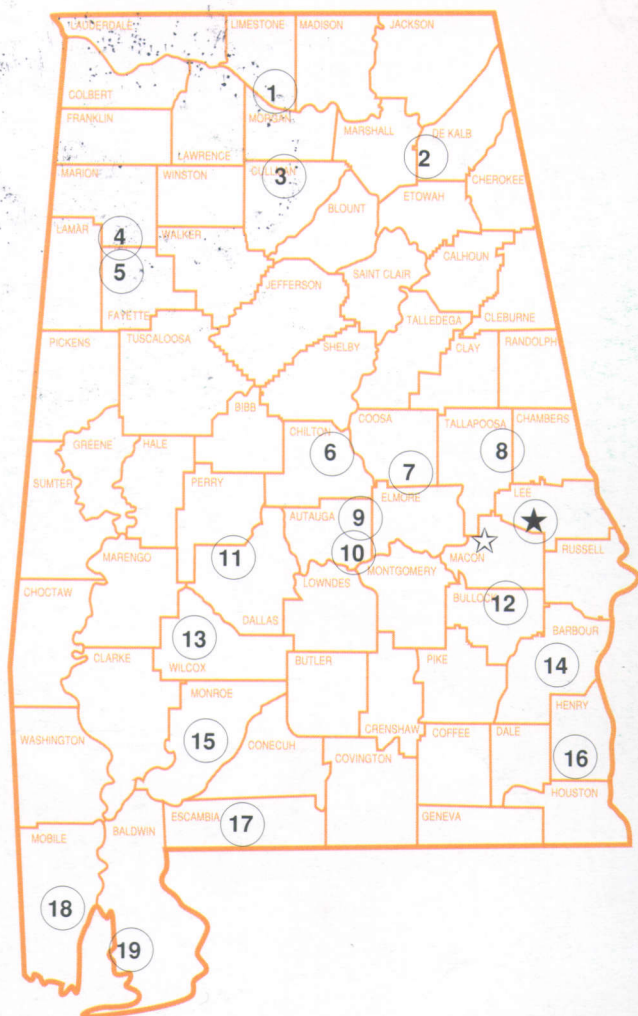 LAUDERDALE LIMESTONE MADISON JACKSON
COLBERT 1
FRANKLIN MORGAN
MARSHALL DE KALB
LAWRENCE 2
MARION WINSTON CULLMAN 3 CHEROKEE
ETOWAH
BLOUNT
LAMAR 4 WALKER
CALHOUN
5 JEFFERSON SAINT CLAIR
FAYETTE TALLEDEGA CLEBURNE
PICKENS TUSCALOOSA
SHELBY CLAY RANDOLPH
BIBB
COOSA TALLAPOOSA CHAMBERS
CHILTON
GREENE HALE 6 8
SUMTER PERRY 7
ELMORE LEE
AUTAUGA 9
MARENGO 11 10 MACON RUSSELL
CHOCTAW LOWNDES MONTGOMERY
BULLOCK 12
DALLAS
13 BARBOUR
CLARKE WILCOX BUTLER PIKE 14
MONROE
HENRY
WASHINGTON 15 CONECUH CRENSHAW COFFEE DALE
COVINGTON 16
HOUSTON
MOBILE BALDWIN ESCAMBIA 17 GENEVA
18
19